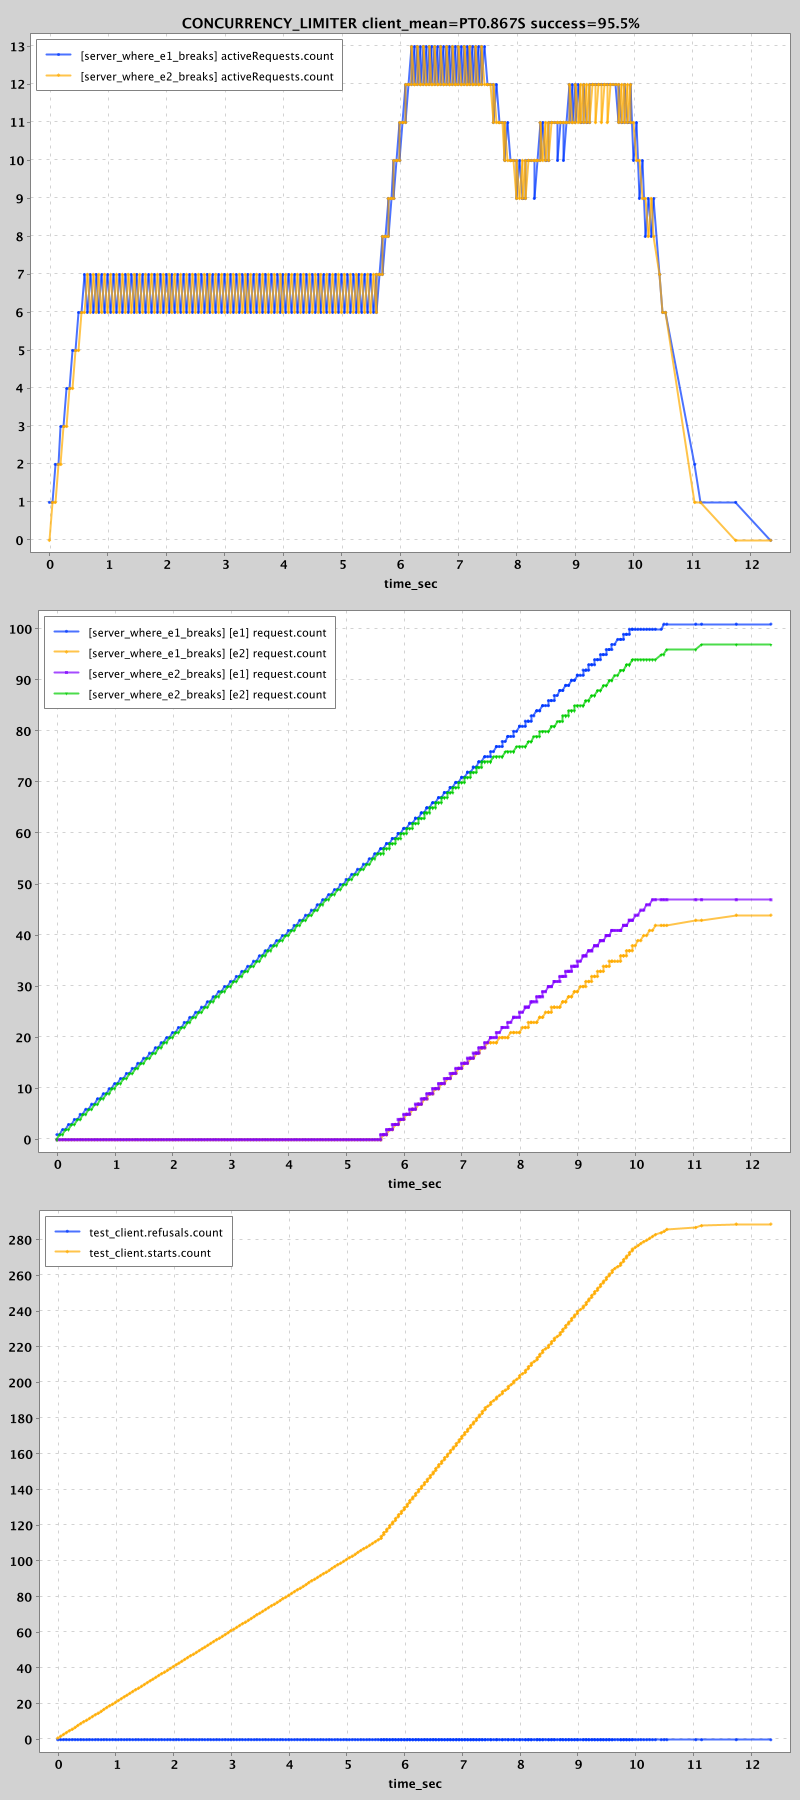 CONCURRENCY_LIMITER client_mean=PT0.867S success=95.5%
[server_where_e1_breaks] activeRequests.count
[server_where_e2_breaks] activeRequests.count
13
12
11
10
9
8
7
6
5
4
3
2
1
0
0 1 2 3 4 5 6 7 8 9 10 11 12
time_sec
[server_where_e1_breaks] [e1] request.count
[server_where_e1_breaks] [e2] request.count
[server_where_e2_breaks] [e1] request.count
[server_where_e2_breaks] [e2] request.count
100
90
80
70
60
50
40
30
20
10
0
0 1 2 3 4 5 6 7 8 9 10 11 12
time_sec
test_client.refusals.count
test_client.starts.count
280
260
240
220
200
180
160
140
120
100
80
60
40
20
0
0 1 2 3 4 5 6 7 8 9 10 11 12
time_sec